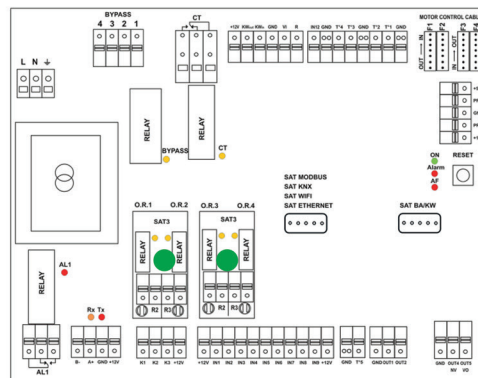 BYPASS
4 3 2 1
CT
+12V KW GND VI R
IN12 GND T°4 T°3 GND T°2 T°1 GND
MOTOR CONTROL CABL
F1 F2 F3 F4
OUT IN
IN OUT
L N
RELAY
BYPASS
RELAY
CT
ON
Alarm
AF
RESET
SAT MODBUS
SAT KNX
SAT WIFI
SAT ETHERNET
SAT BA/KW
O.R.1 O.R.2
SAT3
RELAY RELAY
R2 R3
O.R.3 O.R.4
SAT3
RELAY RELAY
R2 R3
RELAY
AL1
Rx Tx
AL1
B- A+ GND +12V
K1 K2 K3 +12V
+12V IN1 IN2 IN3 IN4 IN5 IN6 IN7 IN8 IN9 +12V
GND T°5
GND OUT1 OUT2
GND OUT4 OUT5
NV I/O